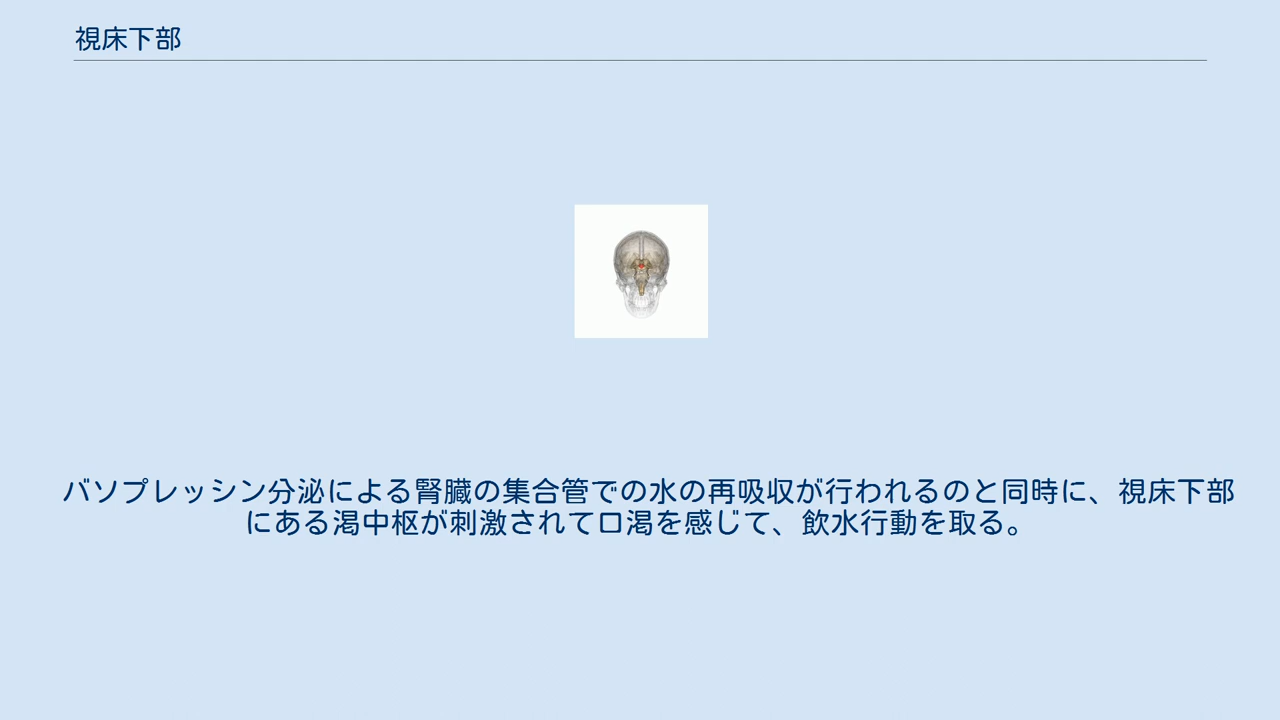 視床下部
バソプレッシン分泌による腎臓の集合管での水の再吸収が行われるのと同時に、視床下部
にある渇中枢が刺激されて口渇を感じて、飲水行動を取る。